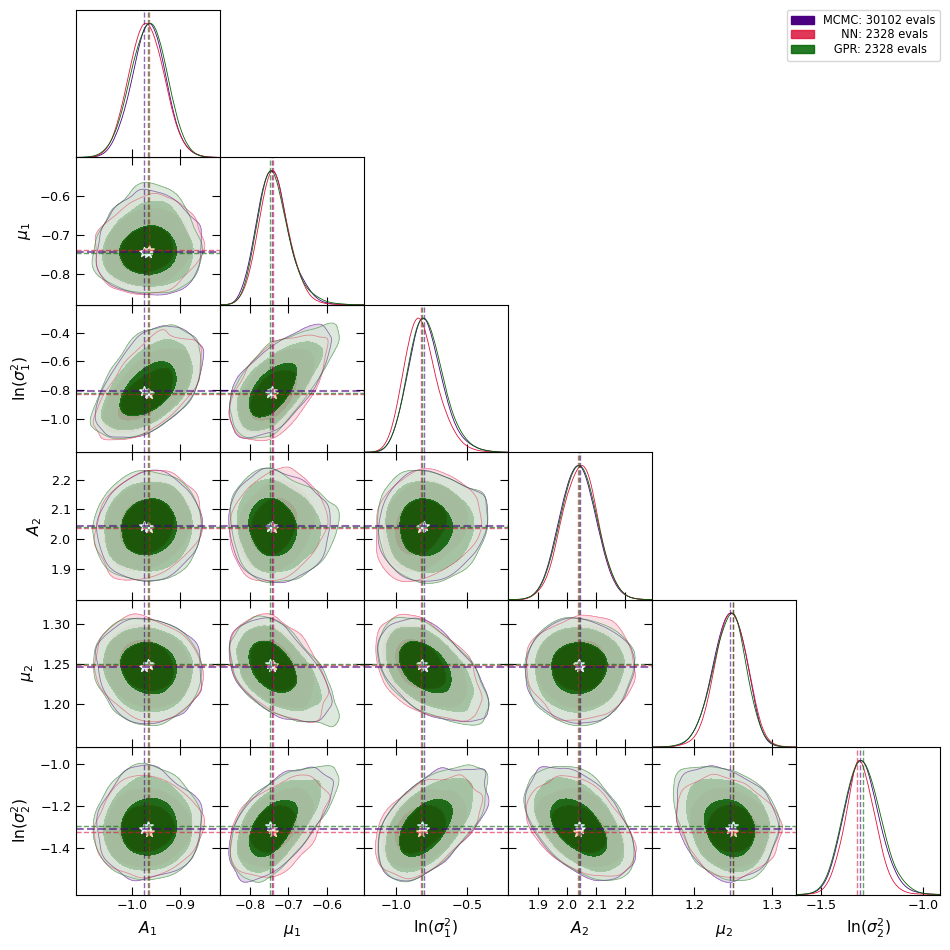 MCMC: 30102 evals
NN: 2328 evals
GPR: 2328 evals
−0.6
−0.7
−0.8
μ₁
−0.4
−0.6
−0.8
−1.0
ln(σ₁²)
2.2
2.1
2.0
1.9
A₂
1.30
1.25
1.20
μ₂
−1.0
−1.2
−1.4
ln(σ₂²)
−1.0 −0.9
−0.8 −0.7 −0.6
−1.0 −0.5
1.9 2.0 2.1 2.2
1.2 1.3
−1.5 −1.0
A₁ μ₁ ln(σ₁²) A₂ μ₂ ln(σ₂²)